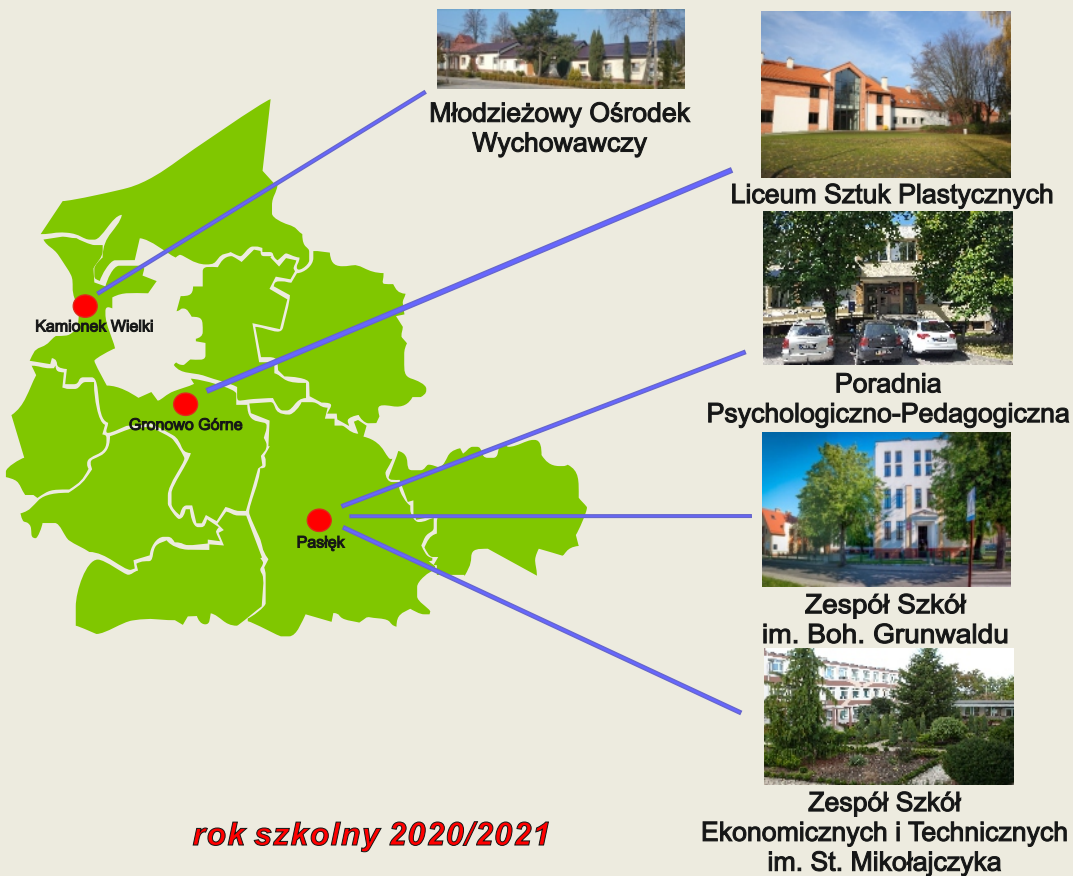 Młodzieżowy Ośrodek
Wychowawczy
Liceum Sztuk Plastycznych
Kamionek Wielki
Poradnia
Psychologiczno-Pedagogiczna
Gronowo Górne
Pasłęk
Zespół Szkół
im. Boh. Grunwaldu
Zespół Szkół
Ekonomicznych i Technicznych
im. St. Mikołajczyka
rok szkolny 2020/2021